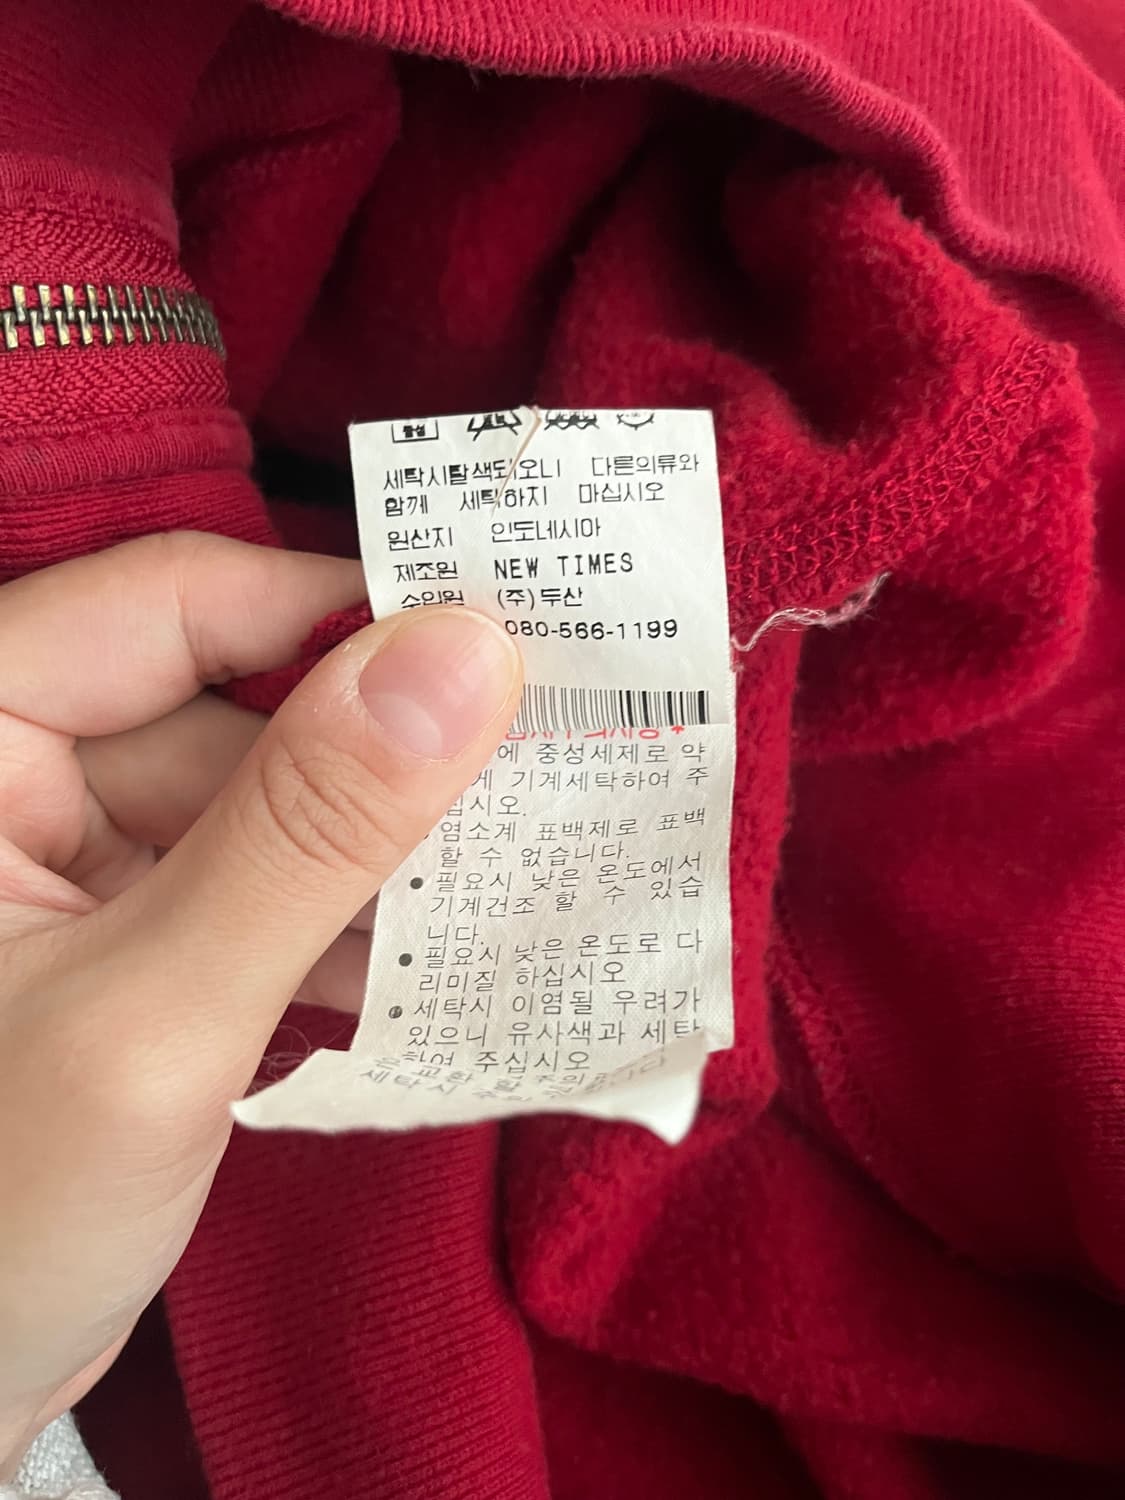 중성
세탁시탈색되오니 다른의류와
함께 세탁하지 마십시오
원산지 인도네시아
제조원 NEW TIMES
수입원 (주)두산
080-566-1199
에 중성세제로 약
게 기계세탁하여 주
십시오.
염소계 표백제로 표백
할 수 없습니다.
● 필요시 낮은 온도에서
기계건조 할 수 있습
니다.
● 필요시 낮은 온도로 다
리미질 하십시오
● 세탁시 이염될 우려가
있으니 유사색과 세탁
하여 주십시오
세탁시